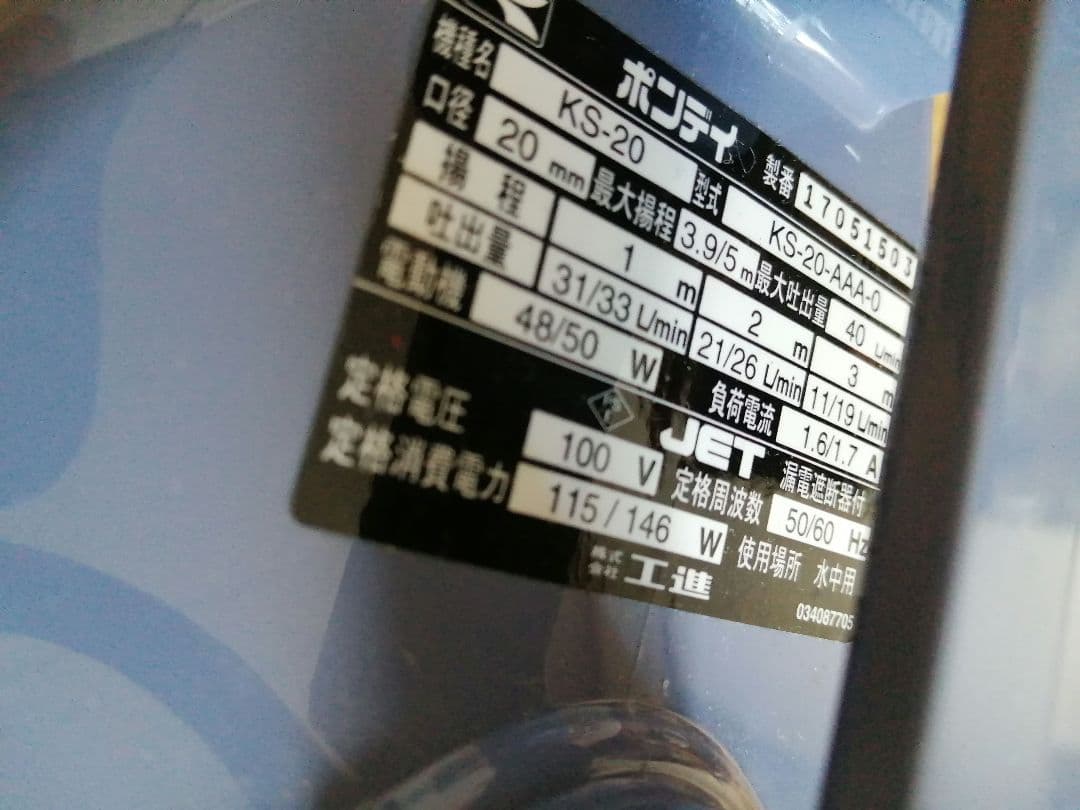 ポンディ 製番 17051503
機種名 KS-20 型式 KS-20-AAA-0
口径 20 mm 最大揚程 3.9/5 m 最大吐出量 40 L/min
揚程 1 m 2 m 3 m
吐出量 31/33 L/min 21/26 L/min 11/19 L/min
電動機 48/50 W 負荷電流 1.6/1.7 A
JET 漏電遮断器付
定格電圧 100 V 定格周波数 50/60 Hz
定格消費電力 115/146 W 使用場所 水中用
株式会社 工進
034087705